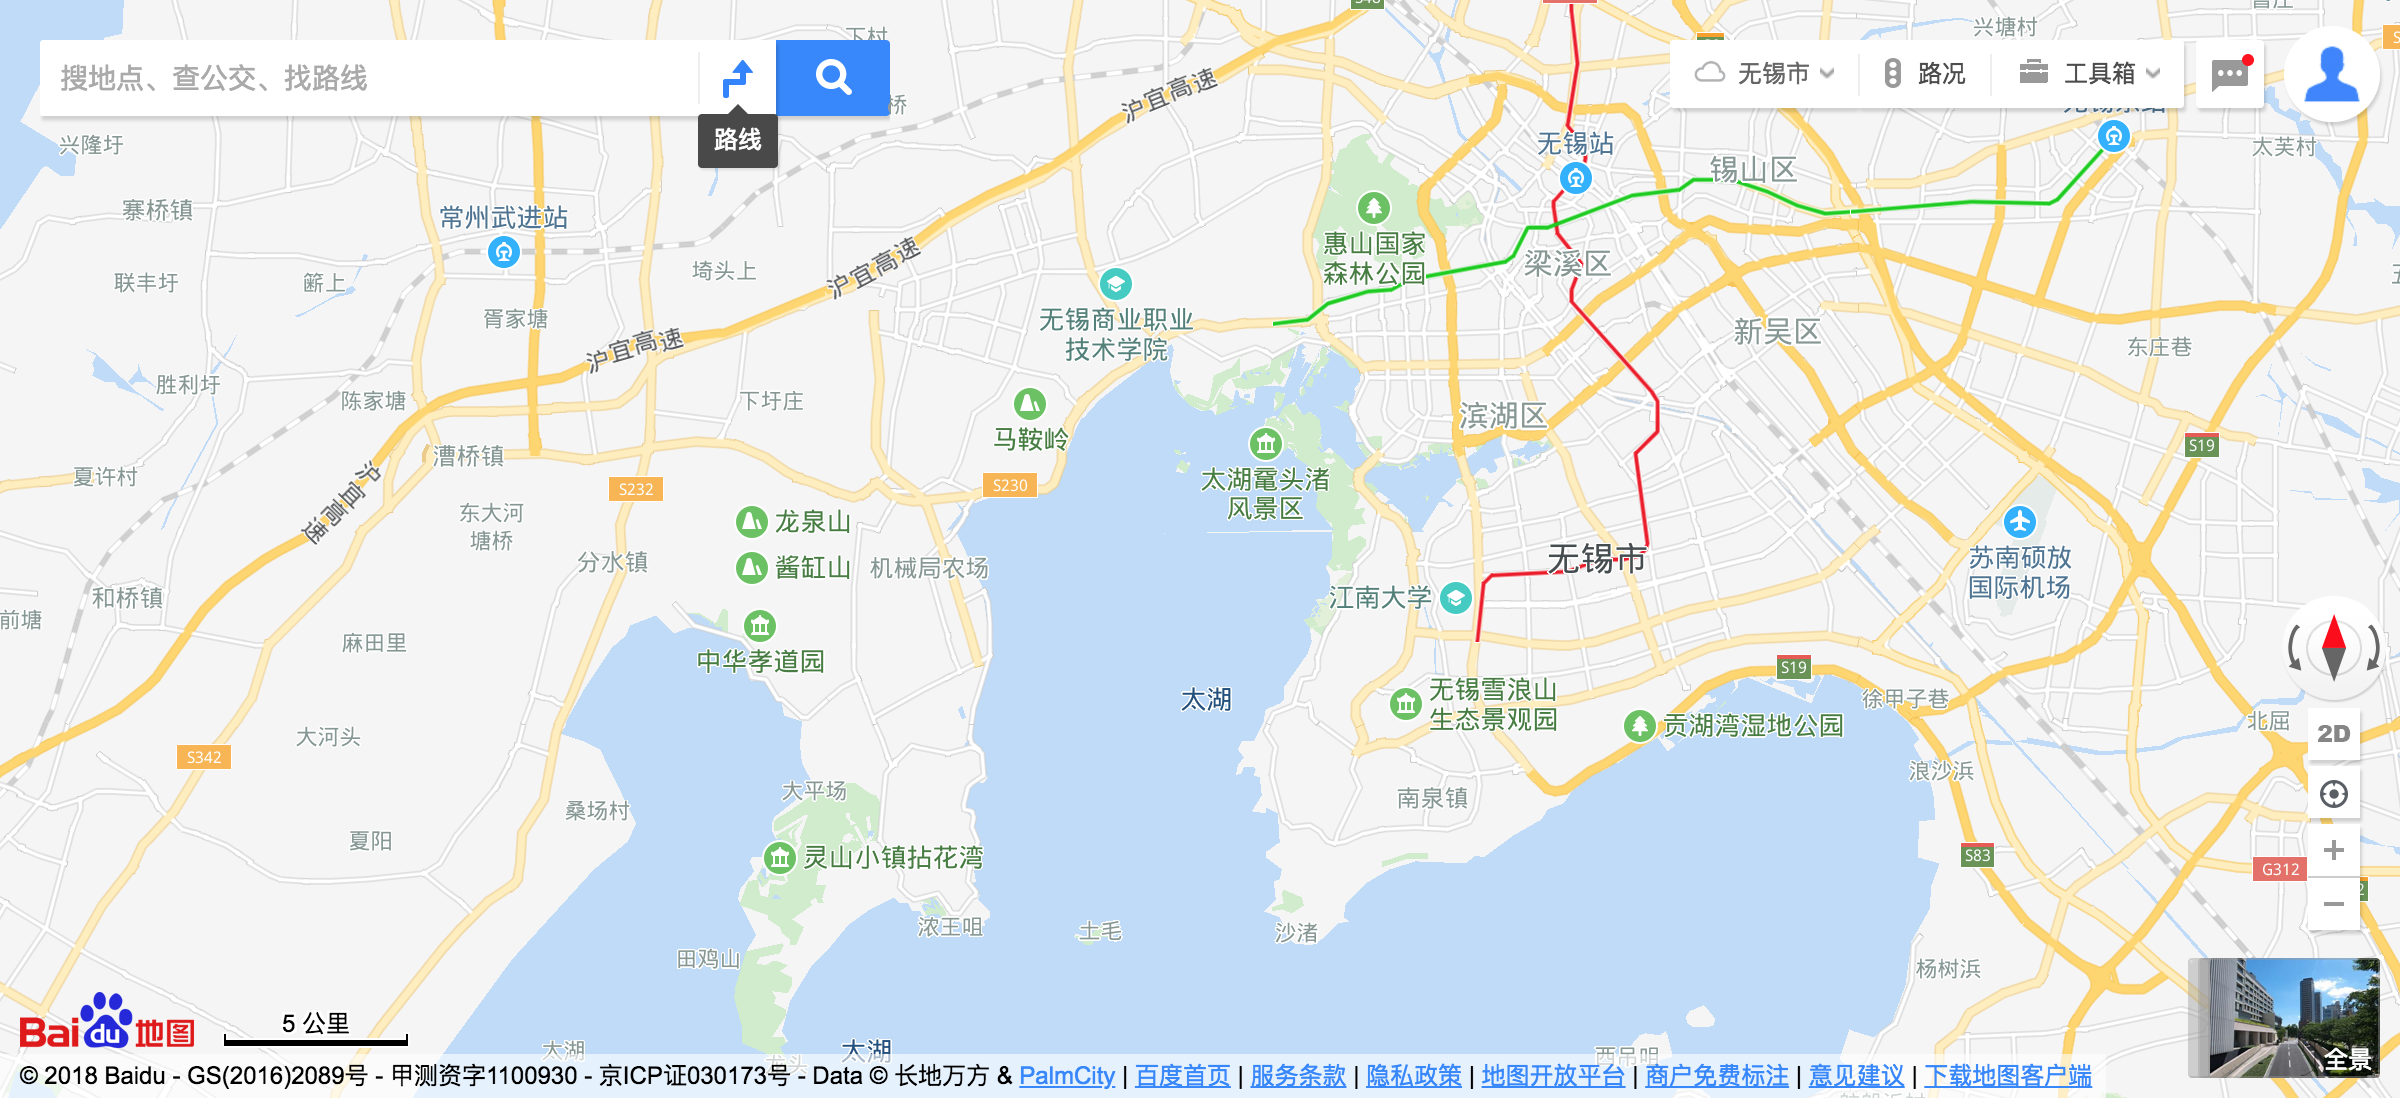 S48
昌庄
兴塘村
下村
搜地点、查公交、找路线
无锡市
路况
工具箱
路线
桥
沪宜高速
兴隆圩
无锡站
锡山区
太芙村
寨桥镇
常州武进站
惠山国家
森林公园
梁溪区
联丰圩
箌上
埼头上
沪宜高速
胥家塘
无锡商业职业
技术学院
新吴区
沪宜高速
东庄巷
胜利圩
陈家塘
下圩庄
滨湖区
马鞍岭
S19
漕桥镇
夏许村
沪宜高速
S232
S230
太湖鼋头渚
风景区
东大河
塘桥
龙泉山
酱缸山
分水镇
机械局农场
无锡市
苏南硕放
国际机场
江南大学
和桥镇
前塘
麻田里
中华孝道园
太湖
S19
无锡雪浪山
生态景观园
贡湖湾湿地公园
徐甲子巷
北屈
大河头
2D
S342
浪沙浜
大平场
南泉镇
桑场村
夏阳
灵山小镇拈花湾
S83
G312
浓王咀
土毛
沙渚
田鸡山
杨树浜
Baidu地图
5 公里
全景
太湖
太湖
龙头
西吊咀
© 2018 Baidu - GS(2016)2089号 - 甲测资字1100930 - 京ICP证030173号 - Data © 长地万方 & PalmCity | 百度首页 | 服务条款 | 隐私政策 | 地图开放平台 | 商户免费标注 | 意见建议 | 下载地图客户端